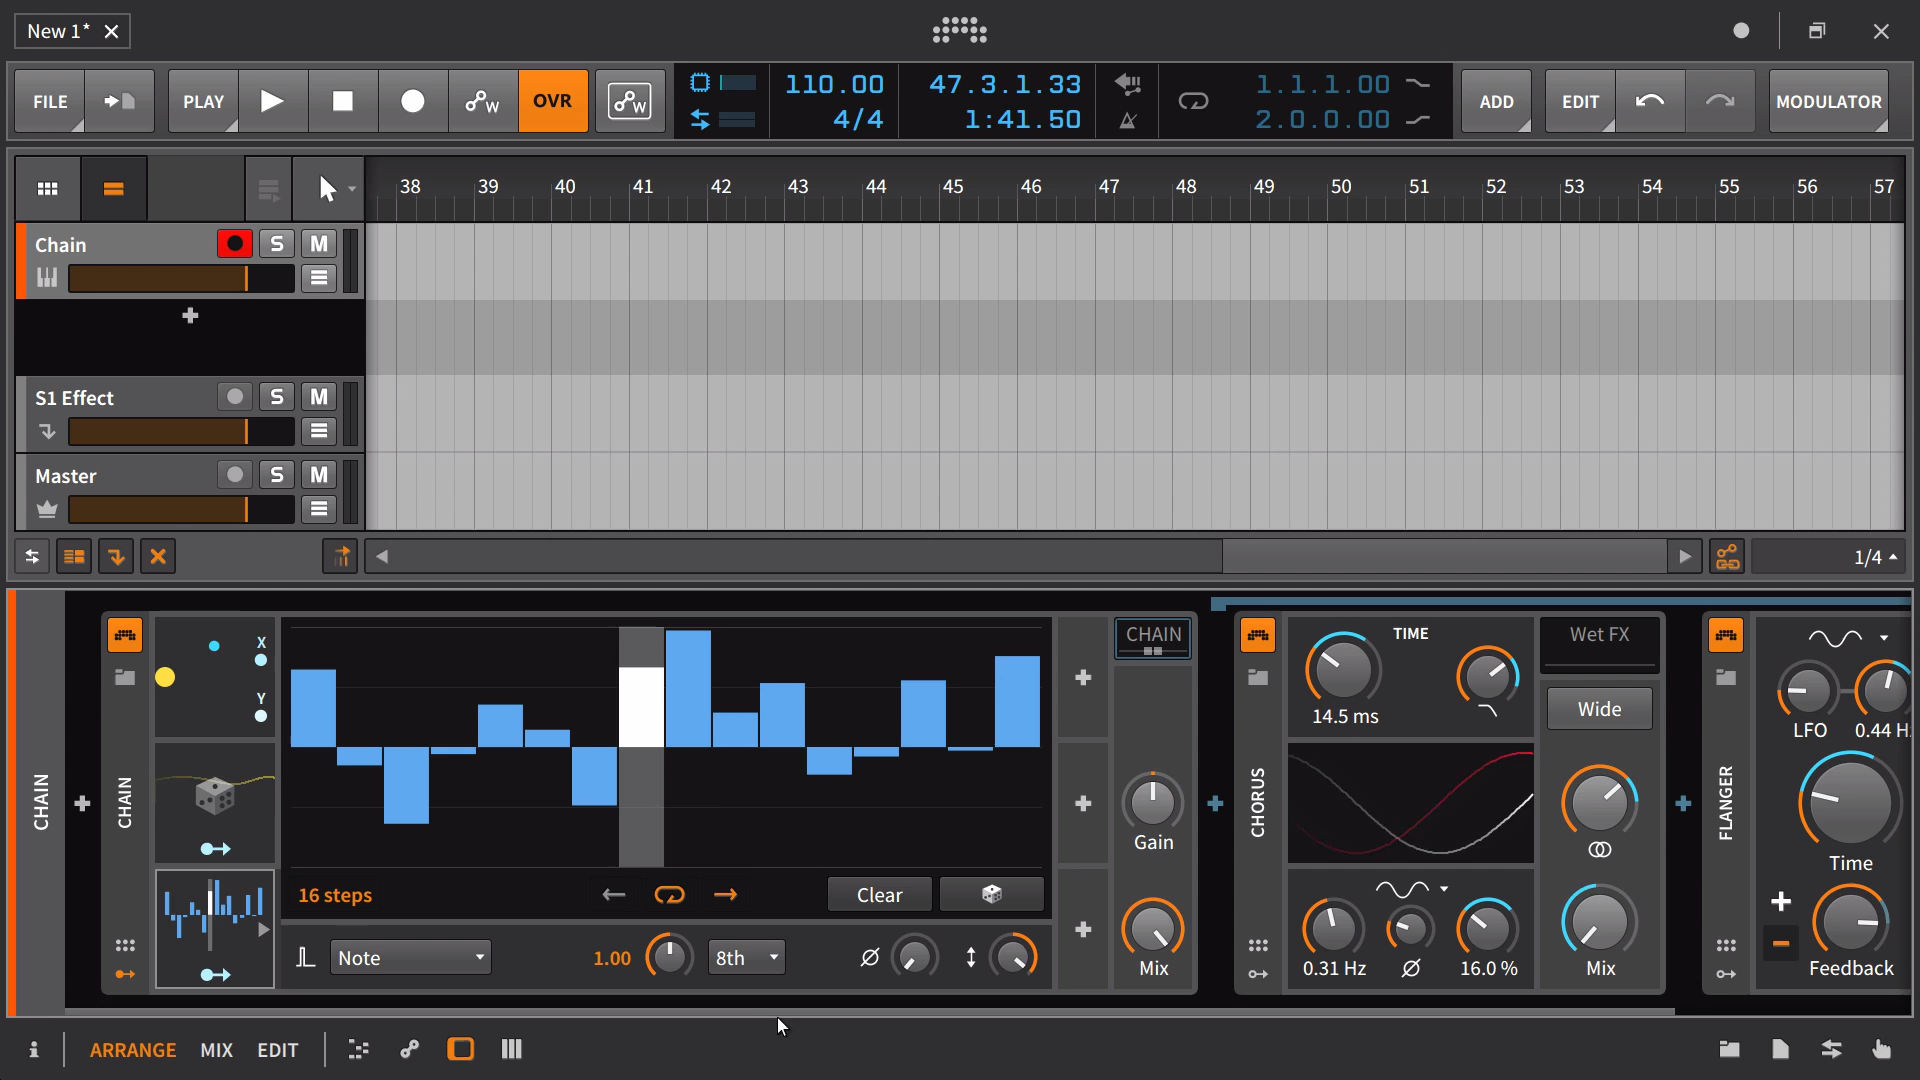 New 1*
FILE
PLAY
OVR
110.00
4/4
47.3.1.33
1:41.50
1.1.1.00
2.0.0.00
ADD
EDIT
MODULATOR
38 39 40 41 42 43 44 45 46 47 48 49 50 51 52 53 54 55 56 57
Chain
S M
S1 Effect
S M
Master
S M
1/4
CHAIN
CHAIN
X
Y
16 steps
Clear
Note
1.00
8th
CHAIN
Gain
Mix
CHORUS
TIME
14.5 ms
0.31 Hz
16.0 %
Wet FX
Wide
Mix
FLANGER
LFO
0.44 Hz
Time
Feedback
ARRANGE MIX EDIT